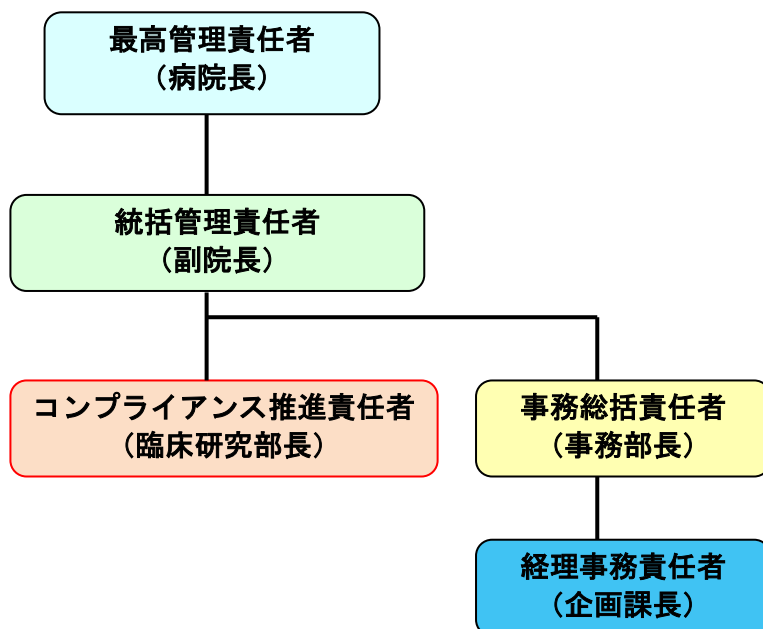 最高管理責任者
（病院長）
統括管理責任者
（副院長）
コンプライアンス推進責任者
（臨床研究部長）
事務総括責任者
（事務部長）
経理事務責任者
（企画課長）